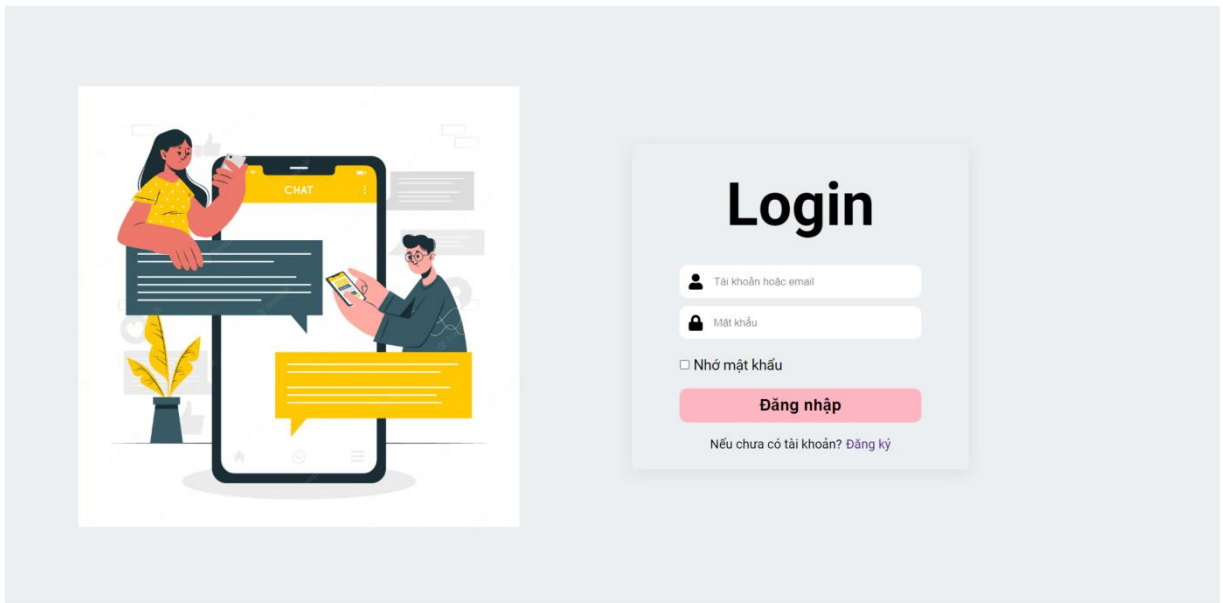 CHAT
Login
Tài khoản hoặc email
Mật khẩu
Nhớ mật khẩu
Đăng nhập
Nếu chưa có tài khoản? Đăng ký